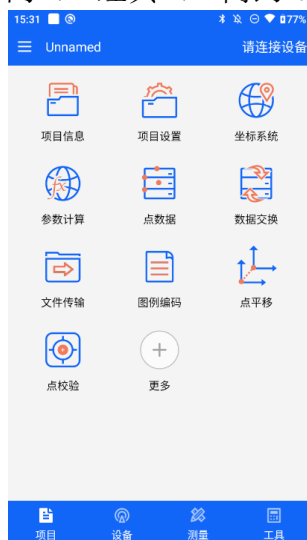 15:31 77%
Unnamed 请连接设备
项目信息 项目设置 坐标系统
参数计算 点数据 数据交换
文件传输 图例编码 点平移
点校验 更多
项目 设备 测量 工具